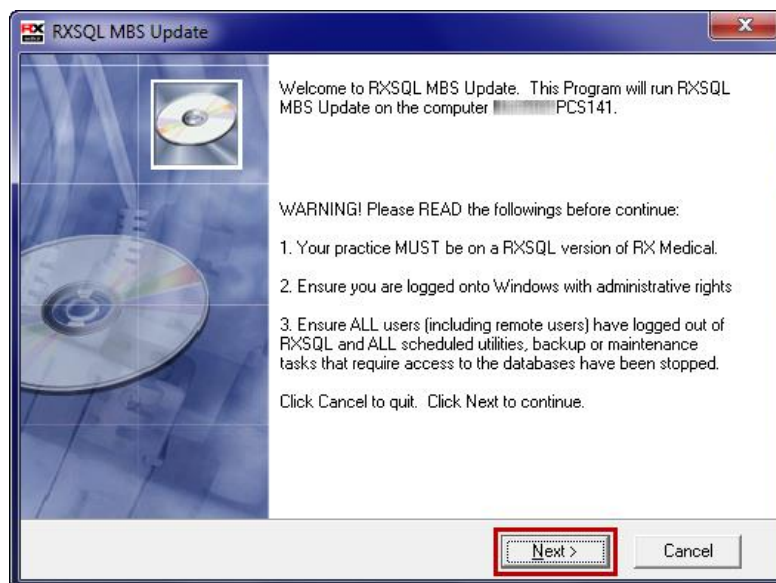 RXSQL MBS Update
Welcome to RXSQL MBS Update. This Program will run RXSQL
MBS Update on the computer PCS141.
WARNING! Please READ the followings before continue:
1. Your practice MUST be on a RXSQL version of RX Medical.
2. Ensure you are logged onto Windows with administrative rights
3. Ensure ALL users (including remote users) have logged out of
RXSQL and ALL scheduled utilities, backup or maintenance
tasks that require access to the databases have been stopped.
Click Cancel to quit. Click Next to continue.
Next >
Cancel